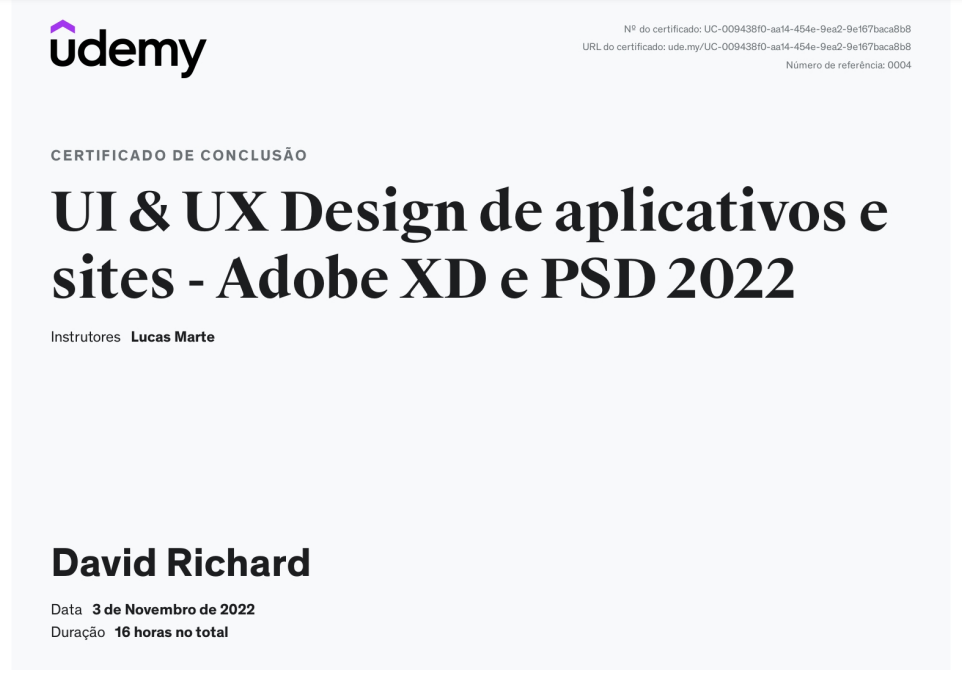 udemy
Nº do certificado: UC-009438f0-aa14-454e-9ea2-9e167baca8b8
URL do certificado: ude.my/UC-009438f0-aa14-454e-9ea2-9e167baca8b8
Número de referência: 0004
CERTIFICADO DE CONCLUSÃO
UI & UX Design de aplicativos e
sites - Adobe XD e PSD 2022
Instrutores Lucas Marte
David Richard
Data 3 de Novembro de 2022
Duração 16 horas no total